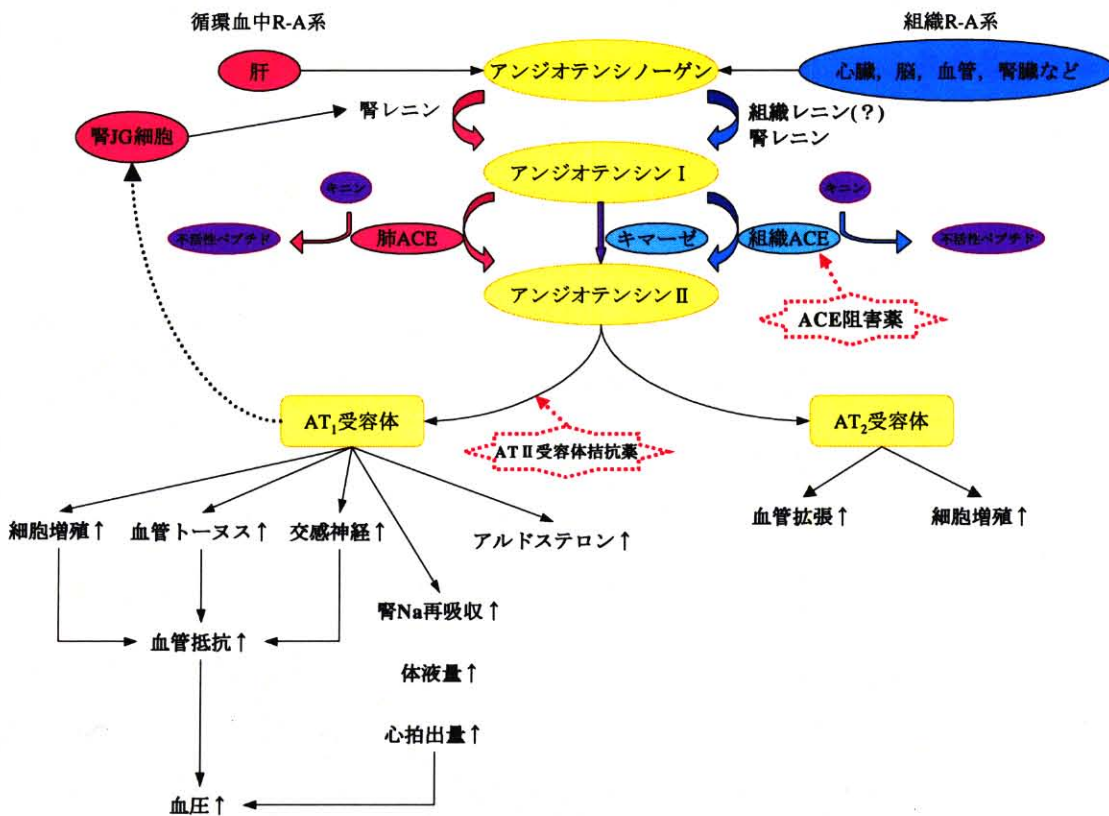 循環血中R-A系
組織R-A系
肝
アンジオテンシノーゲン
心臓，脳，血管，腎臓など
腎レニン
組織レニン(？)
腎レニン
腎JG細胞
アンジオテンシンⅠ
キニン
キニン
不活性ペプチド
肺ACE
キマーゼ
組織ACE
不活性ペプチド
アンジオテンシンⅡ
ACE阻害薬
AT₁受容体
AT₂受容体
ATⅡ受容体拮抗薬
細胞増殖↑
血管トーヌス↑
交感神経↑
アルドステロン↑
血管拡張↑
細胞増殖↑
腎Na再吸収↑
血管抵抗↑
体液量↑
心拍出量↑
血圧↑